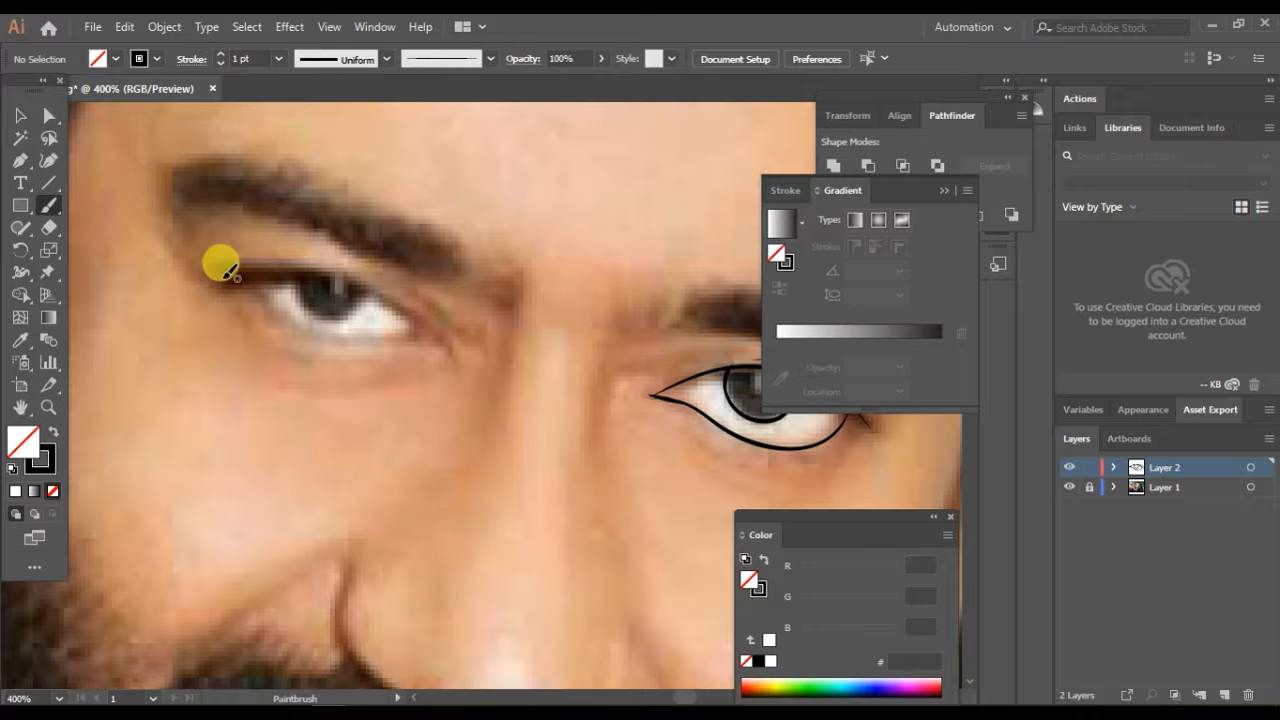 Ai File Edit Object Type Select Effect View Window Help Automation Search Adobe Stock
No Selection Stroke: 1 pt Uniform Opacity: 100% Style: Document Setup Preferences
g* @ 400% (RGB/Preview) × Actions
Transform Align Pathfinder
Links Libraries Document Info
Shape Modes:
Expand
Stroke Gradient
View by Type
Type:
Strokes:
To use Creative Cloud Libraries, you need to be logged into a Creative Cloud account.
Opacity:
Location:
-- KB
Variables Appearance Asset Export
Layers Artboards
Layer 2
Layer 1
Color
R
G
B
#
400% 1 Paintbrush
2 Layers